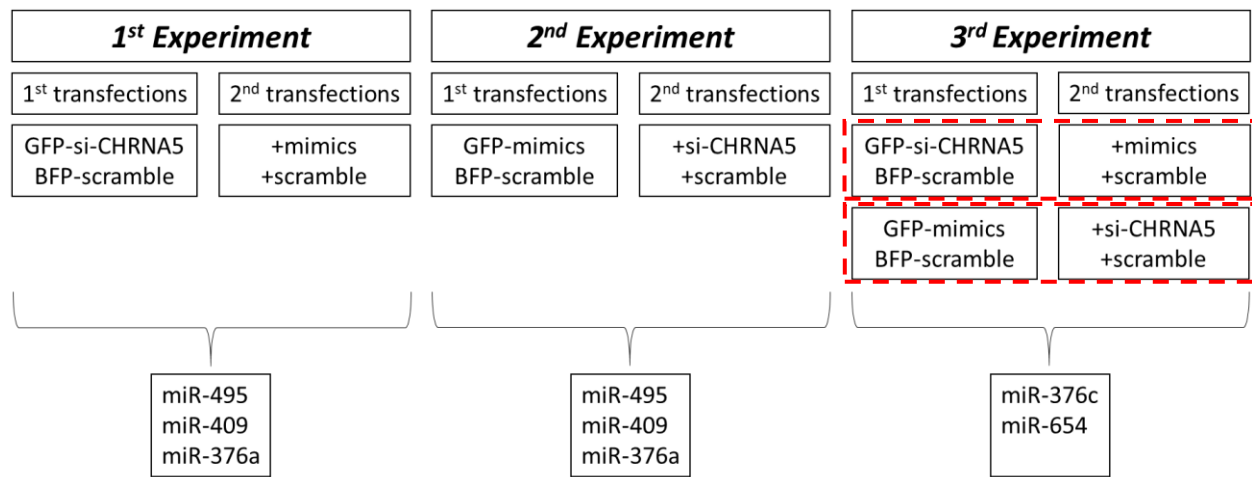 1st Experiment
1st transfections
2nd transfections
GFP-si-CHRNA5
BFP-scramble
+mimics
+scramble
miR-495
miR-409
miR-376a
2nd Experiment
1st transfections
2nd transfections
GFP-mimics
BFP-scramble
+si-CHRNA5
+scramble
miR-495
miR-409
miR-376a
3rd Experiment
1st transfections
2nd transfections
GFP-si-CHRNA5
BFP-scramble
+mimics
+scramble
GFP-mimics
BFP-scramble
+si-CHRNA5
+scramble
miR-376c
miR-654